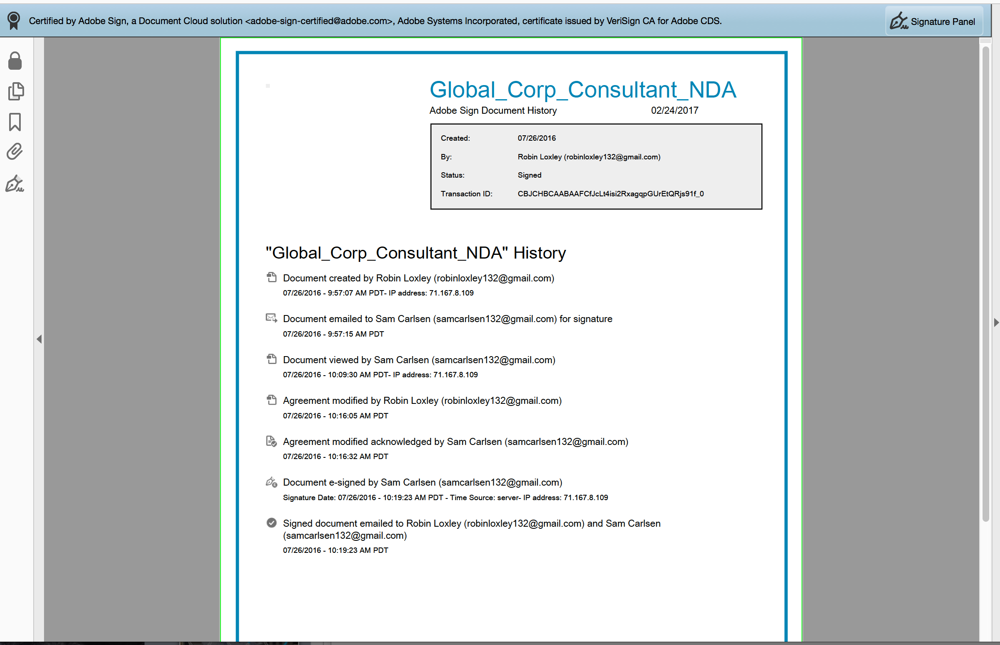 Certified by Adobe Sign, a Document Cloud solution <adobe-sign-certified@adobe.com>, Adobe Systems Incorporated, certificate issued by VeriSign CA for Adobe CDS.
Signature Panel
Global_Corp_Consultant_NDA
Adobe Sign Document History 02/24/2017
Created: 07/26/2016
By: Robin Loxley (robinloxley132@gmail.com)
Status: Signed
Transaction ID: CBJCHBCAABAAFCfJcLt4isi2RxagqpGUrEtQRjs91f_0
"Global_Corp_Consultant_NDA" History
Document created by Robin Loxley (robinloxley132@gmail.com)
07/26/2016 - 9:57:07 AM PDT- IP address: 71.167.8.109
Document emailed to Sam Carlsen (samcarlsen132@gmail.com) for signature
07/26/2016 - 9:57:15 AM PDT
Document viewed by Sam Carlsen (samcarlsen132@gmail.com)
07/26/2016 - 10:09:30 AM PDT- IP address: 71.167.8.109
Agreement modified by Robin Loxley (robinloxley132@gmail.com)
07/26/2016 - 10:16:05 AM PDT
Agreement modified acknowledged by Sam Carlsen (samcarlsen132@gmail.com)
07/26/2016 - 10:16:32 AM PDT
Document e-signed by Sam Carlsen (samcarlsen132@gmail.com)
Signature Date: 07/26/2016 - 10:19:23 AM PDT - Time Source: server- IP address: 71.167.8.109
Signed document emailed to Robin Loxley (robinloxley132@gmail.com) and Sam Carlsen
(samcarlsen132@gmail.com)
07/26/2016 - 10:19:23 AM PDT